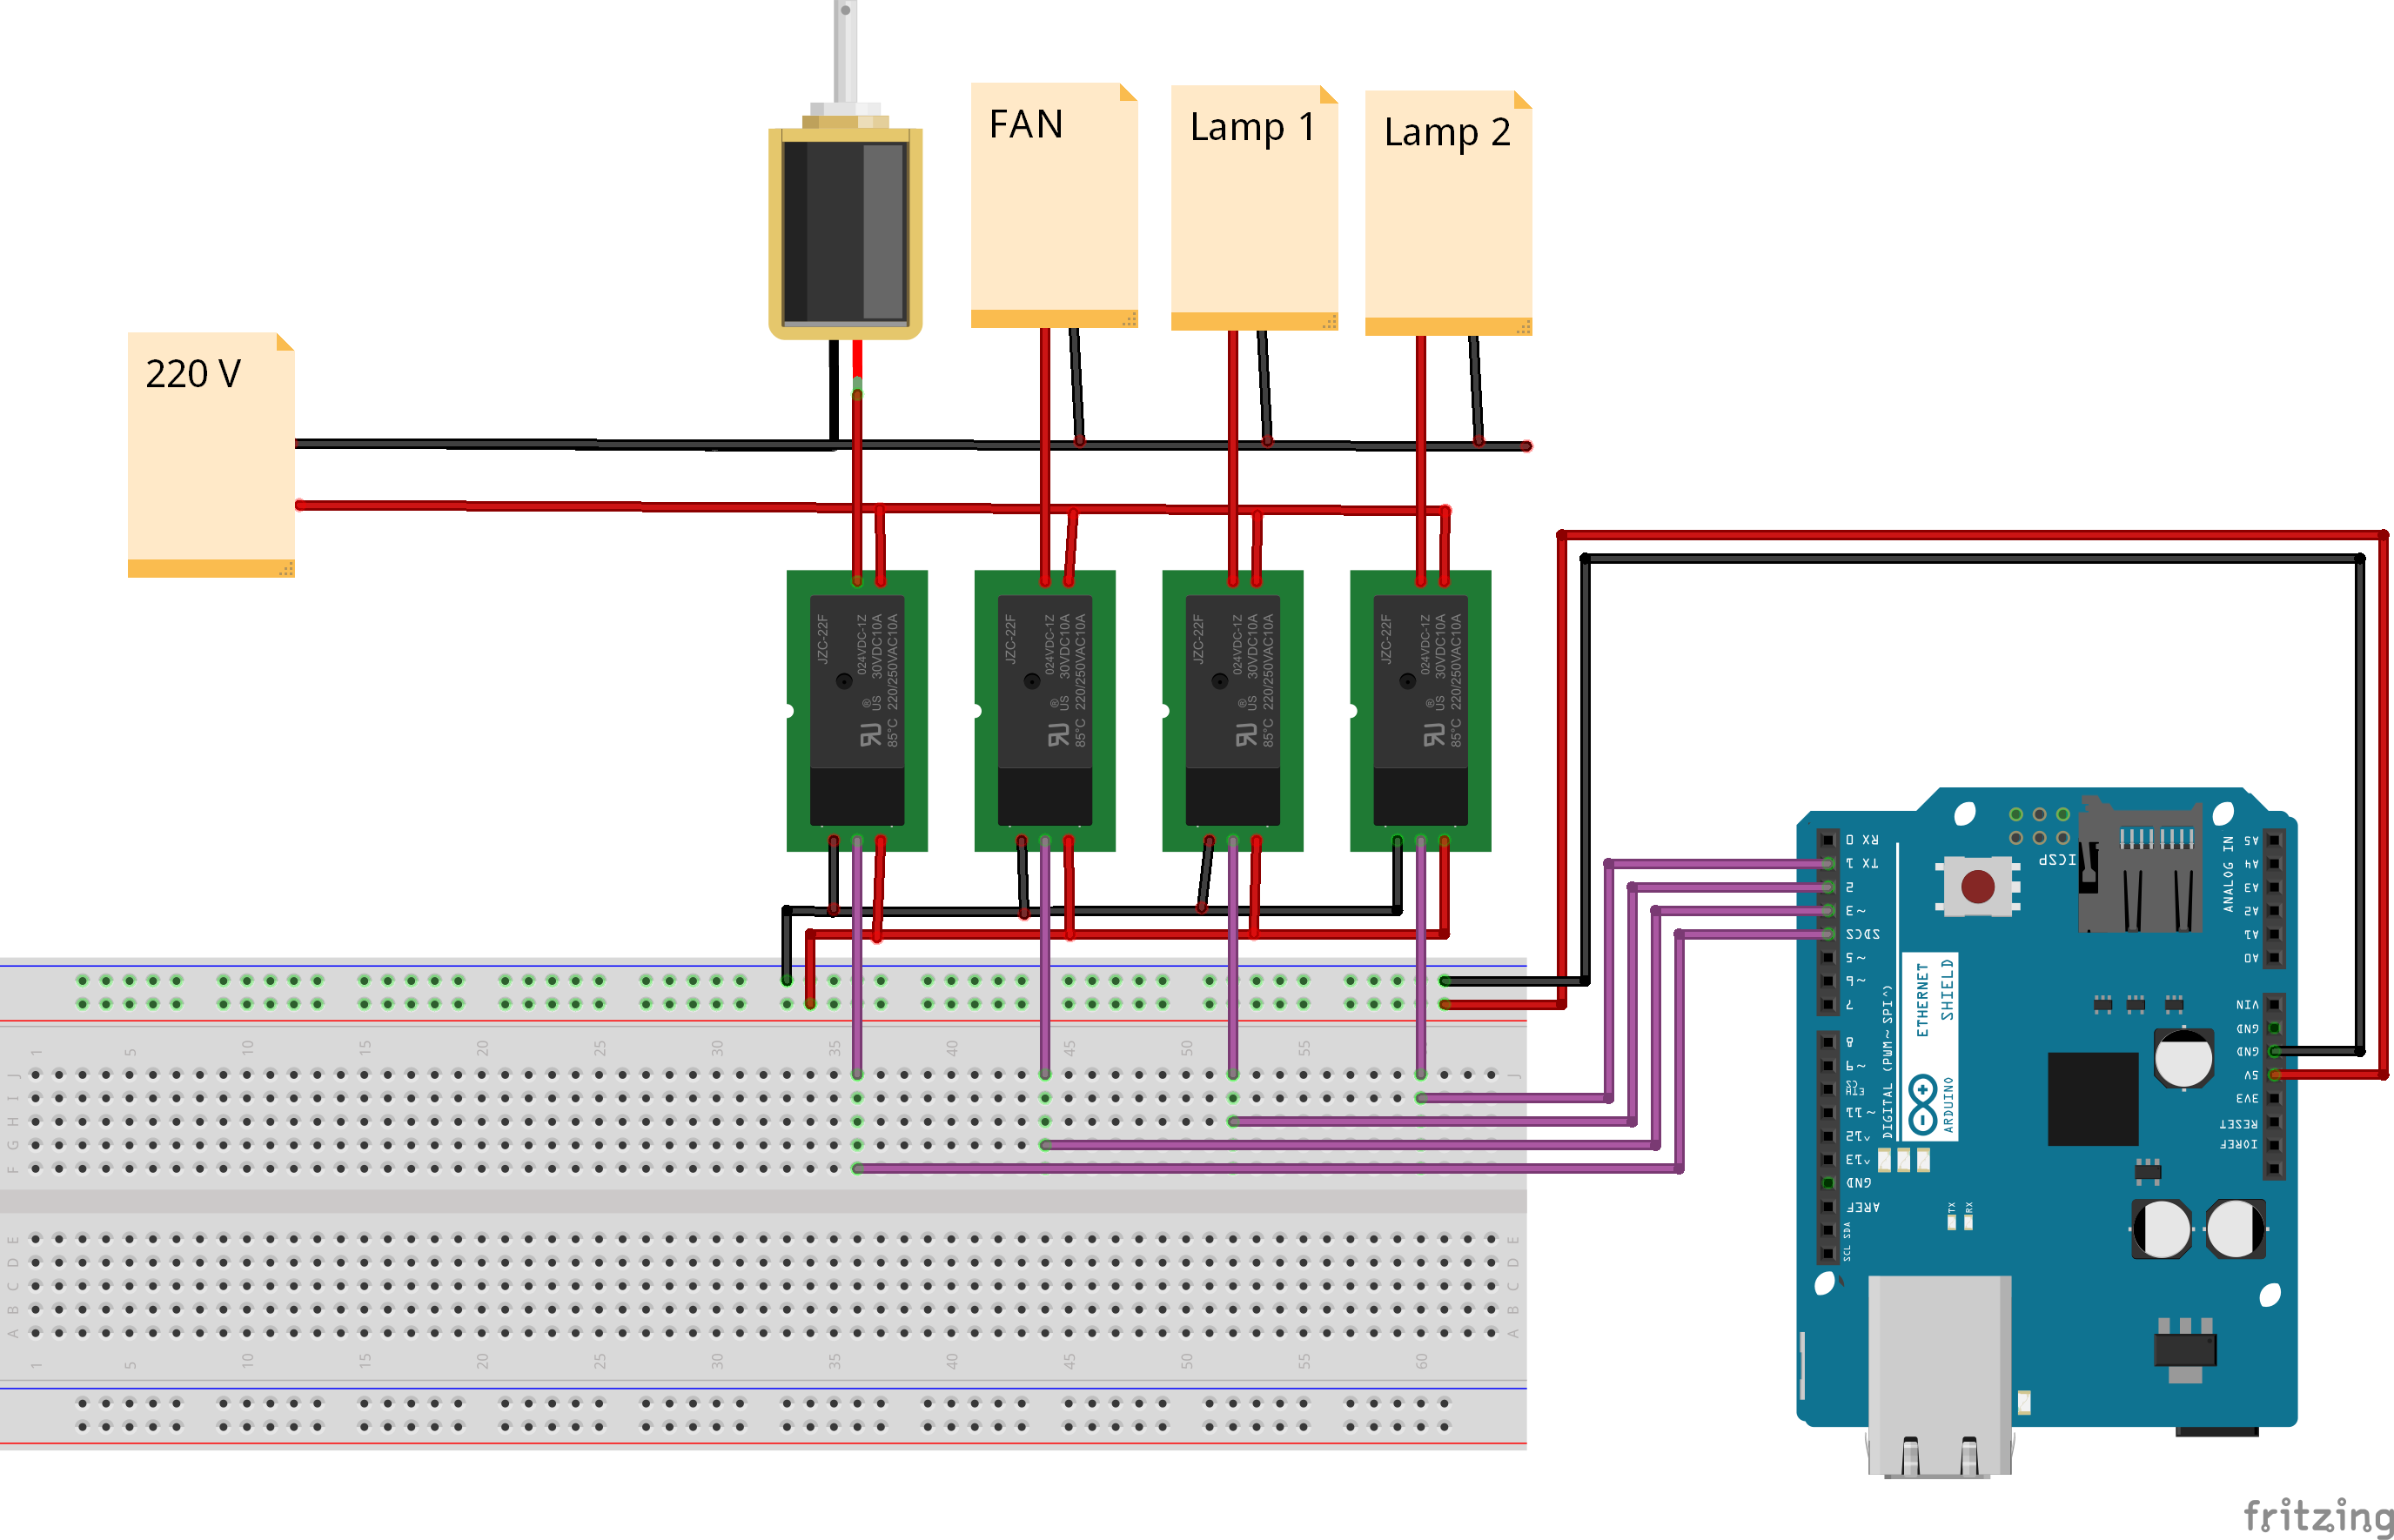 FAN
Lamp 1
Lamp 2
220 V
JZC-22F
024VDC-1Z
30VDC10A
US
220/250VAC10A
85°C
JZC-22F
024VDC-1Z
30VDC10A
US
220/250VAC10A
85°C
JZC-22F
024VDC-1Z
30VDC10A
US
220/250VAC10A
85°C
JZC-22F
024VDC-1Z
30VDC10A
US
220/250VAC10A
85°C
1 5 10 15 20 25 30 35 40 45 50 55
J J
I
H
G
F
E E
D D
C C
B B
A A
1 5 10 15 20 25 30 35 40 45 50 55 60
RX 0
TX 1
2
~ 3
SDCS
~ 5
~ 6
7
8
~ 9
ETH CS
~ 11
12
13
GND
AREF
SCL SDA
DIGITAL (PWM~ SPI^)
ETHERNET
SHIELD
ARDUINO
ICSP
TX
RX
ANALOG IN
A5
A4
A3
A2
A1
A0
VIN
GND
GND
5V
3V3
RESET
IOREF
fritzing